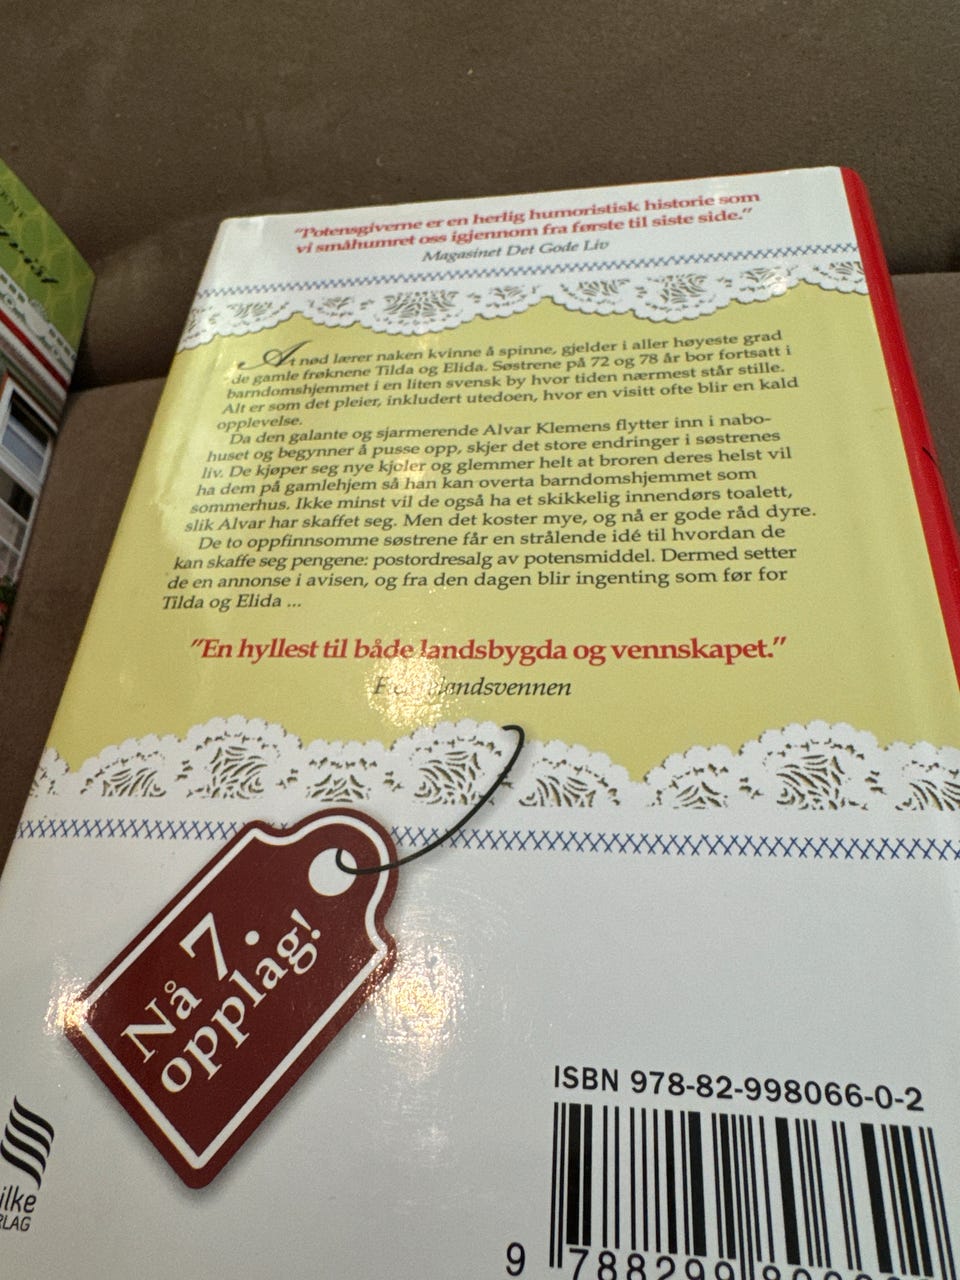 "Potensgiverne er en herlig humoristisk historie som
vi småhumret oss igjennom fra første til siste side."
Magasinet Det Gode Liv
At nød lærer naken kvinne å spinne, gjelder i aller høyeste grad
de gamle frøknene Tilda og Elida. Søstrene på 72 og 78 år bor fortsatt i
barndomshjemmet i en liten svensk by hvor tiden nærmest står stille.
Alt er som det pleier, inkludert utedoen, hvor en visitt ofte blir en kald
opplevelse.
Da den galante og sjarmerende Alvar Klemens flytter inn i nabo-
huset og begynner å pusse opp, skjer det store endringer i søstrenes
liv. De kjøper seg nye kjoler og glemmer helt at broren deres helst vil
ha dem på gamlehjem så han kan overta barndomshjemmet som
sommerhus. Ikke minst vil de også ha et skikkelig innendørs toalett,
slik Alvar har skaffet seg. Men det koster mye, og nå er gode råd dyre.
De to oppfinnsomme søstrene får en strålende idé til hvordan de
kan skaffe seg pengene: postordresalg av potensmiddel. Dermed setter
de en annonse i avisen, og fra den dagen blir ingenting som før for
Tilda og Elida ...
"En hyllest til både landsbygda og vennskapet."
Nå 7.
opplag!
ISBN 978-82-998066-0-2
ilke
RLAG
9 788299